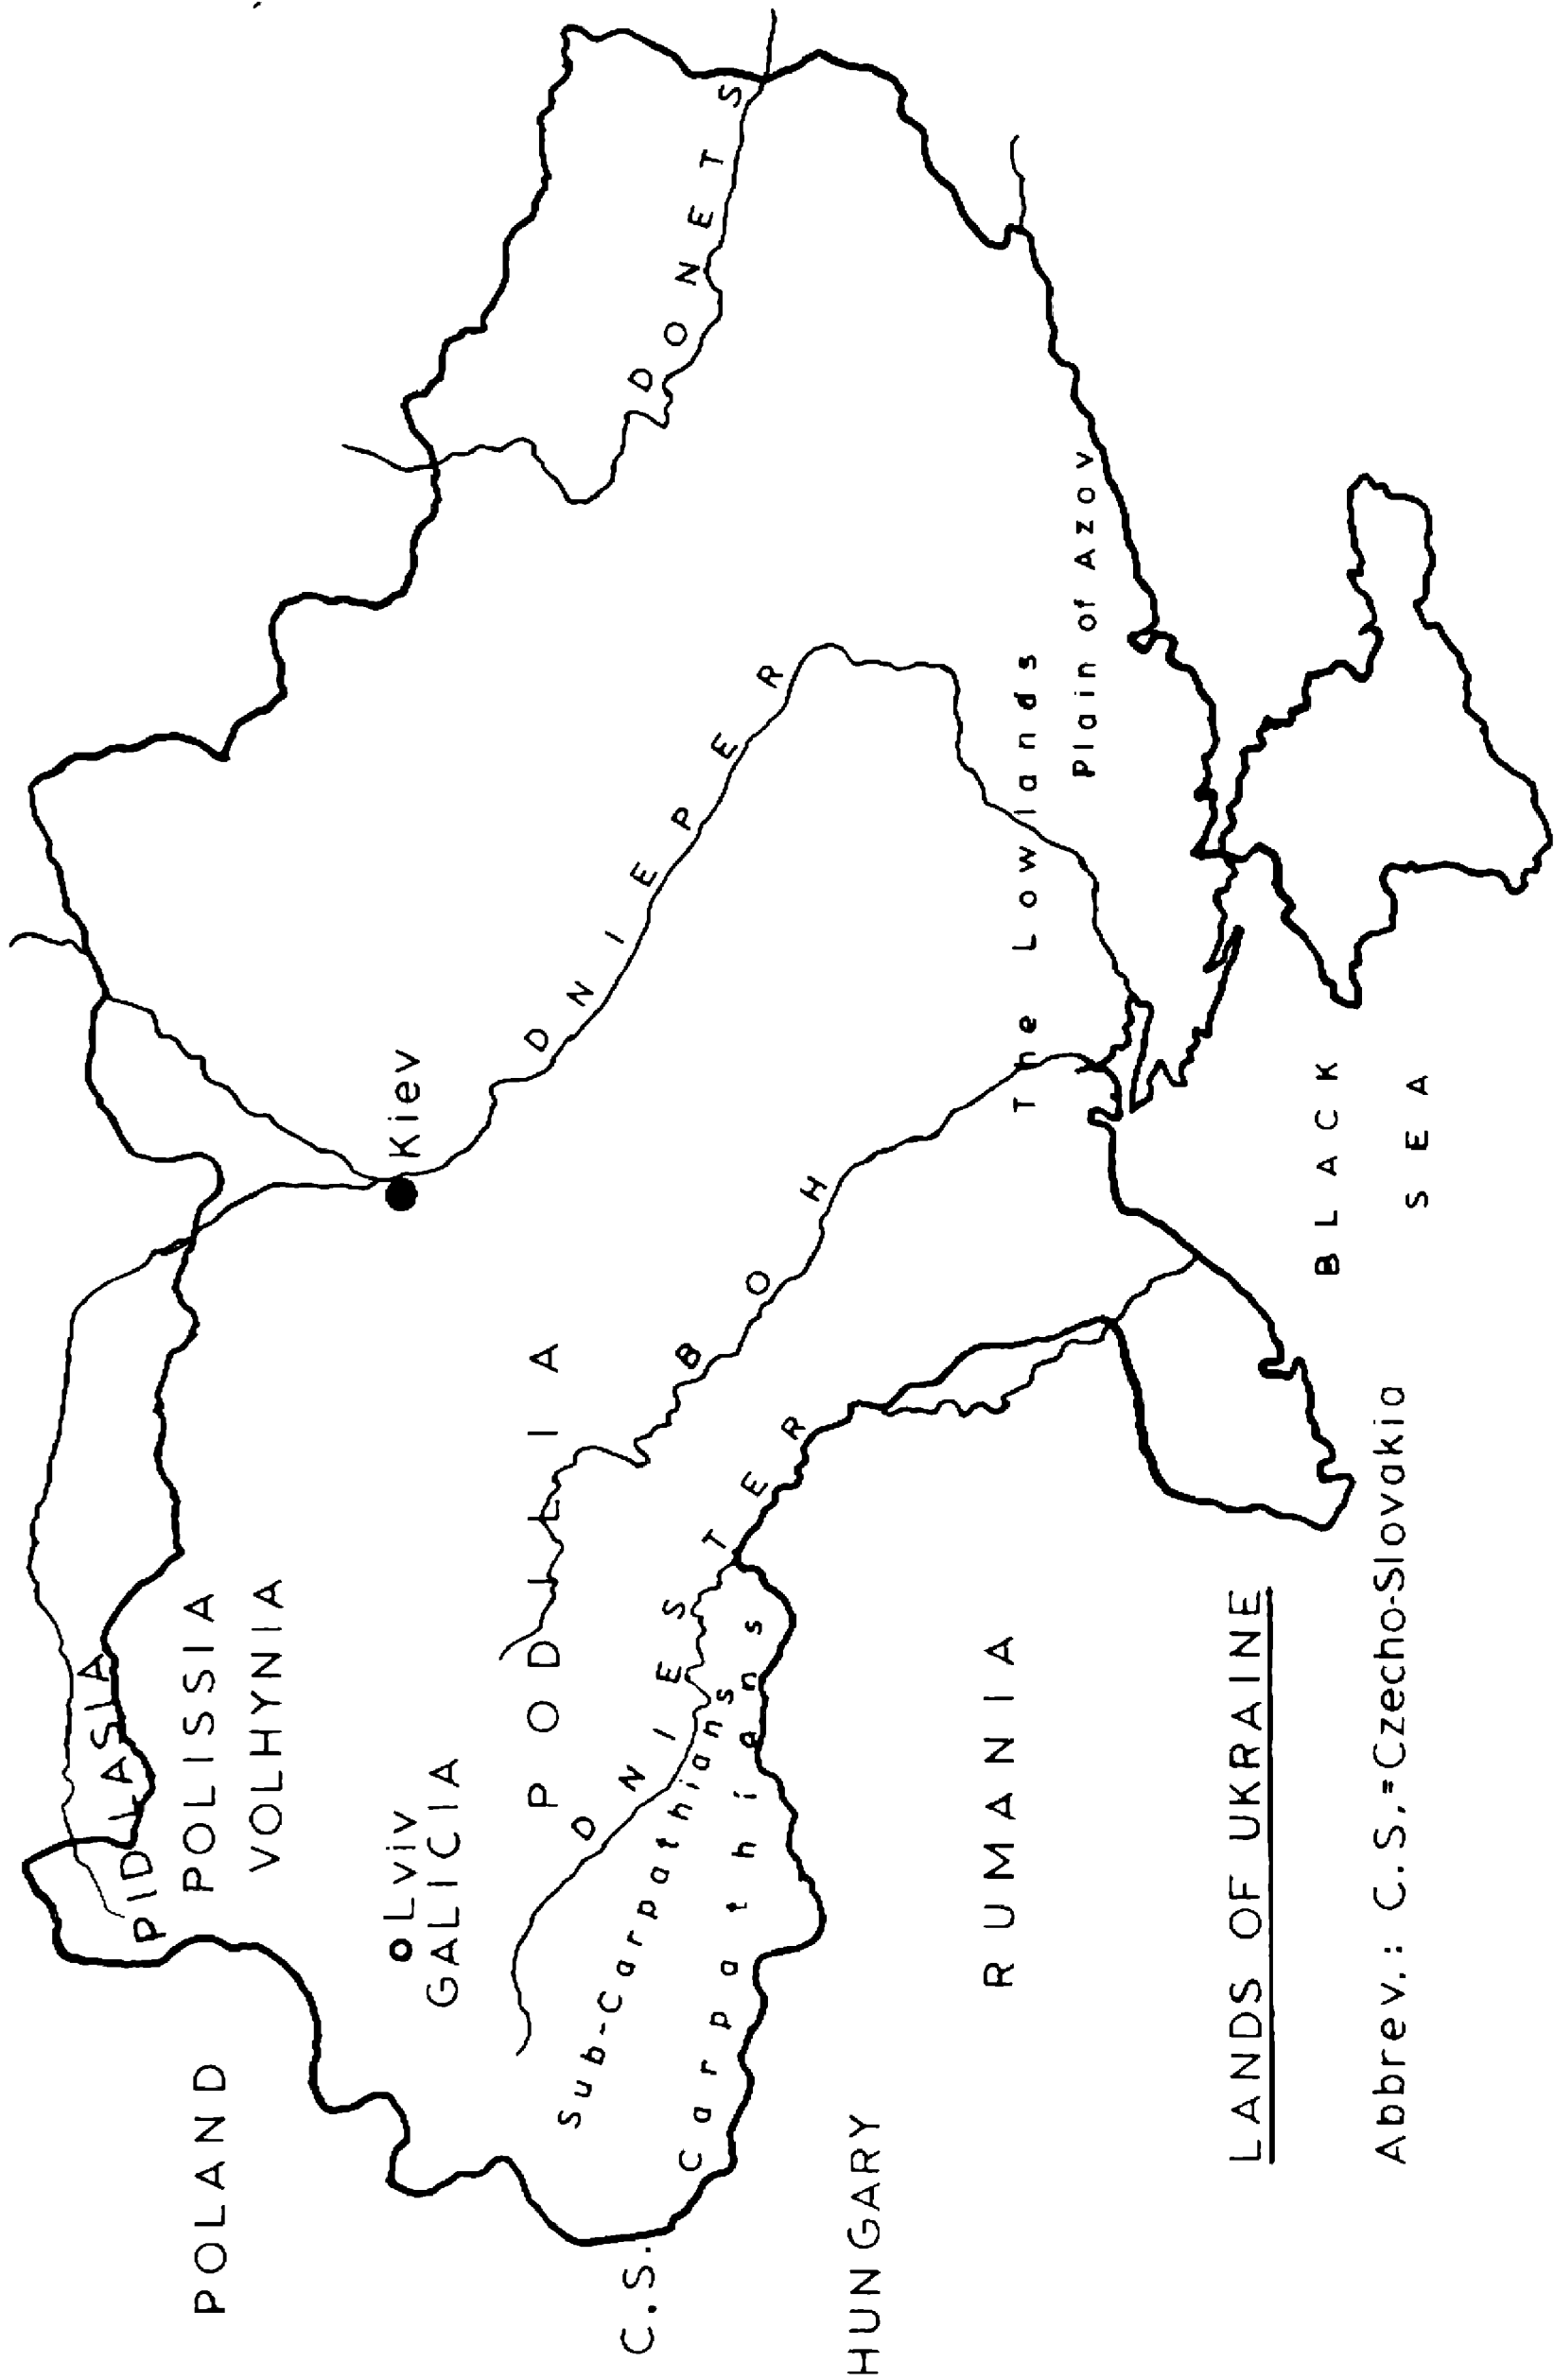 POLAND
PIDLASIA
POLISSIA
VOLHYNIA
Kiev
Lviv
GALICIA
PODILIA
DNIEPER
DONETS
DNIESTER
BOH
Sub-Carpathians
Carpathians
C.S.
HUNGARY
RUMANIA
The Lowlands
Plain of Azov
BLACK
SEA
LANDS OF UKRAINE
Abbrev.: C.S.=Czecho-Slovakia